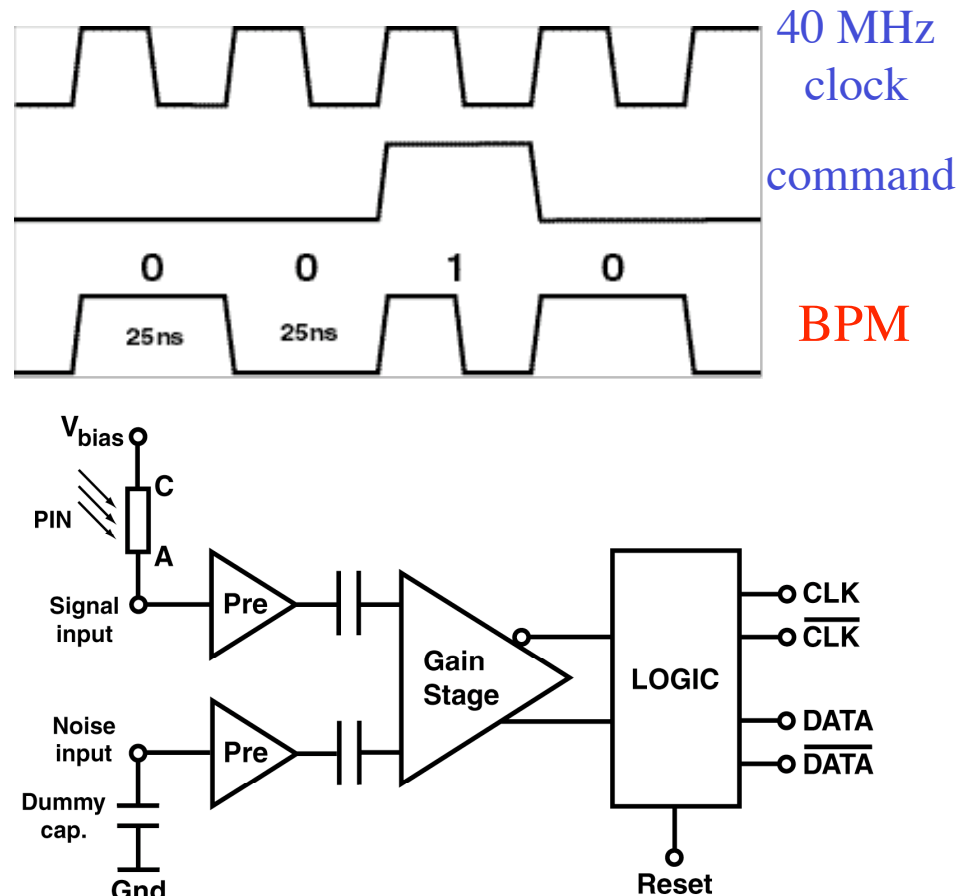 40 MHz
clock
command
0 0 1 0
25ns 25ns
BPM
Vbias
C
PIN
A
Signal
input
Pre
Gain
Stage
LOGIC
CLK
CLK
DATA
DATA
Noise
input
Pre
Dummy
cap.
Gnd
Reset